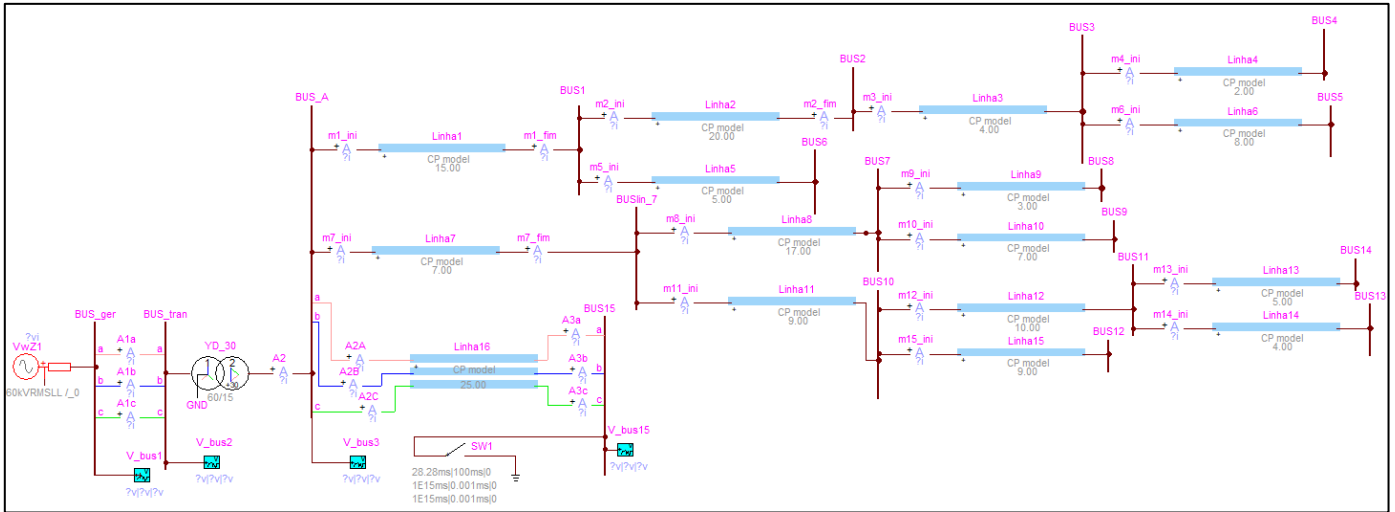 BUS4
BUS3
Linha4
m4_ini
+
A
?i
+
CP model
2.00
BUS2
BUS5
m3_ini
Linha3
+
A
?i
+
CP model
4.00
m6_ini
Linha6
+
A
?i
+
CP model
8.00
BUS_A
BUS1
m2_ini
Linha2
m2_fim
+
A
?i
+
CP model
20.00
+
A
?i
m1_ini
Linha1
m1_fim
+
A
?i
+
CP model
15.00
+
A
?i
BUS6
m5_ini
Linha5
+
A
?i
+
CP model
5.00
BUS7
BUS8
m9_ini
Linha9
+
A
?i
+
CP model
3.00
BUSlin_7
m8_ini
Linha8
+
A
?i
+
CP model
17.00
BUS9
m10_ini
Linha10
+
A
?i
+
CP model
7.00
m7_ini
Linha7
m7_fim
+
A
?i
+
CP model
7.00
+
A
?i
BUS14
BUS11
m13_ini
Linha13
+
A
?i
+
CP model
5.00
BUS10
BUS13
m11_ini
Linha11
+
A
?i
+
CP model
9.00
m12_ini
Linha12
+
A
?i
+
CP model
10.00
m14_ini
Linha14
+
A
?i
+
CP model
4.00
BUS12
m15_ini
Linha15
+
A
?i
+
CP model
9.00
BUS_ger
BUS_tran
BUS15
?vi
VwZ1
+
60kVRMSLL /_0
a
A1a
a
+
A
?i
b
A1b
b
+
A
?i
c
A1c
c
+
A
?i
YD_30
1
2
+30
60/15
GND
A2
+
A
?i
a
b
c
A2A
+
A
?i
A2B
+
A
?i
A2C
+
A
?i
Linha16
+
CP model
25.00
A3a
a
+
A
?i
A3b
b
+
A
?i
A3c
c
+
A
?i
V_bus1
?v|?v|?v
V_bus2
?v|?v|?v
V_bus3
?v|?v|?v
V_bus15
?v|?v|?v
SW1
28.28ms|100ms|0
1E15ms|0.001ms|0
1E15ms|0.001ms|0